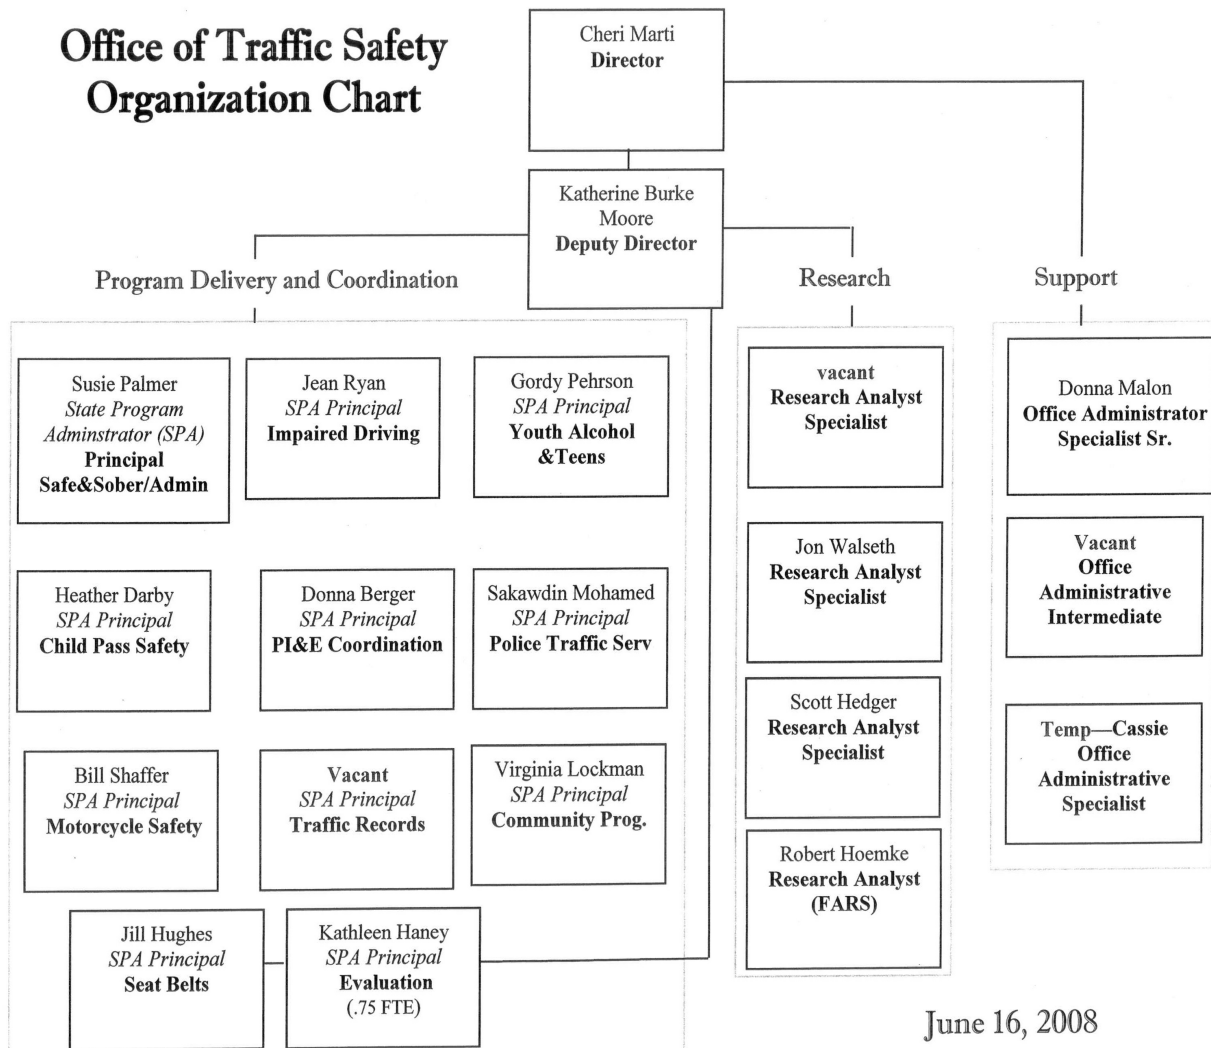 Office of Traffic Safety
Organization Chart
Cheri Marti
Director
Katherine Burke
Moore
Deputy Director
Program Delivery and Coordination
Research
Support
Susie Palmer
State Program
Adminstrator (SPA)
Principal
Safe&Sober/Admin
Jean Ryan
SPA Principal
Impaired Driving
Gordy Pehrson
SPA Principal
Youth Alcohol
&Teens
Heather Darby
SPA Principal
Child Pass Safety
Donna Berger
SPA Principal
PI&E Coordination
Sakawdin Mohamed
SPA Principal
Police Traffic Serv
Bill Shaffer
SPA Principal
Motorcycle Safety
Vacant
SPA Principal
Traffic Records
Virginia Lockman
SPA Principal
Community Prog.
Jill Hughes
SPA Principal
Seat Belts
Kathleen Haney
SPA Principal
Evaluation
(.75 FTE)
vacant
Research Analyst
Specialist
Jon Walseth
Research Analyst
Specialist
Scott Hedger
Research Analyst
Specialist
Robert Hoemke
Research Analyst
(FARS)
Donna Malon
Office Administrator
Specialist Sr.
Vacant
Office
Administrative
Intermediate
Temp—Cassie
Office
Administrative
Specialist
June 16, 2008